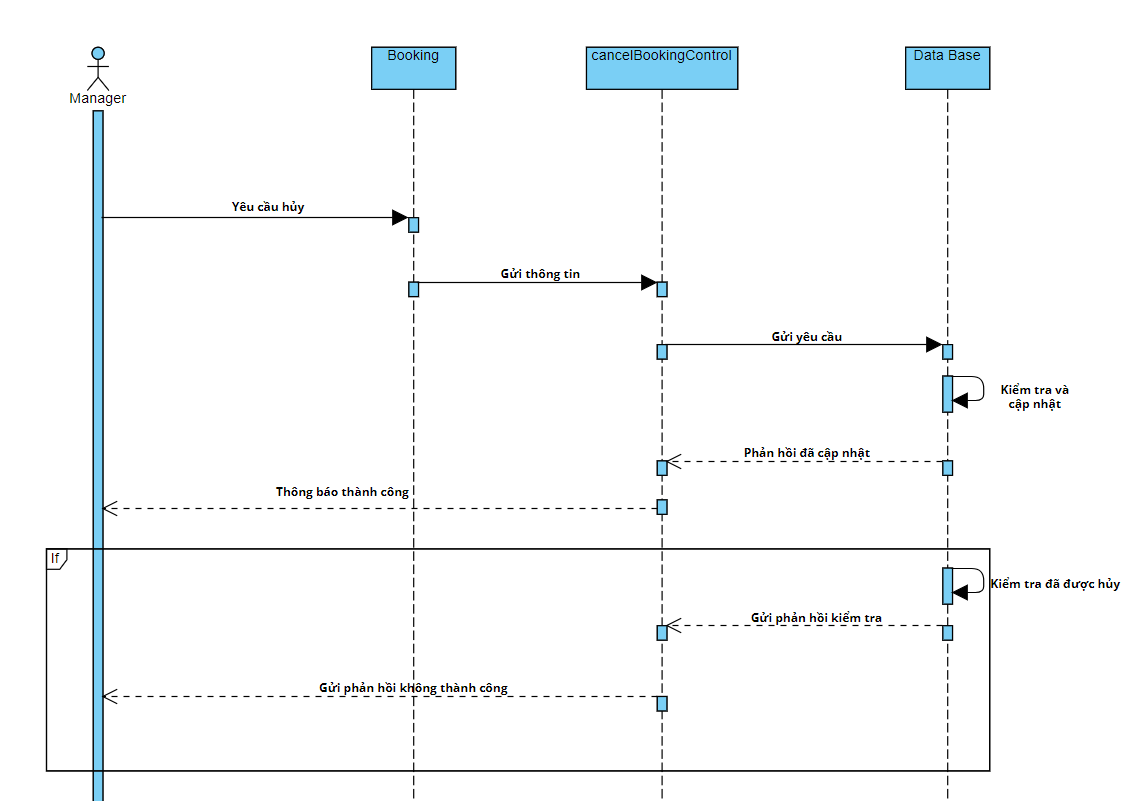 Booking
cancelBookingControl
Data Base
Manager
Yêu cầu hủy
Gửi thông tin
Gửi yêu cầu
Kiểm tra và
cập nhật
Phản hồi đã cập nhật
Thông báo thành công
If
Kiểm tra đã được hủy
Gửi phản hồi kiểm tra
Gửi phản hồi không thành công